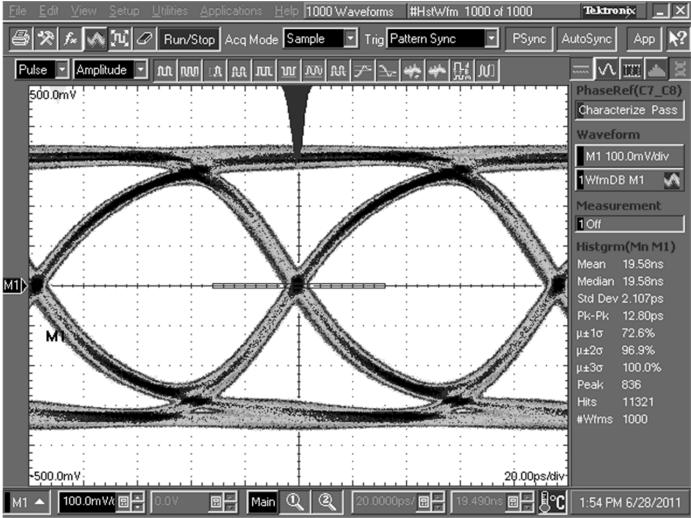 File Edit View Setup Utilities Applications Help 1000 Waveforms #HstWfm 1000 of 1000 Tektronix
Run/Stop Acq Mode Sample Trig Pattern Sync PSync AutoSync App
Pulse Amplitude
500.0mV
PhaseRef(C7_C8)
Characterize Pass
Waveform
M1 100.0mV/div
1 WfmDB M1
Measurement
1 Off
Histgrm(Mn M1)
Mean 19.58ns
Median 19.58ns
Std Dev 2.107ps
Pk-Pk 12.80ps
µ±1σ 72.6%
µ±2σ 96.9%
µ±3σ 100.0%
Peak 836
Hits 11321
#Wfms 1000
M1
M1
-500.0mV
20.00ps/div
M1 100.0mV/ 0.0V Main 1 2 20.0000ps/ 19.490ns °C 1:54 PM 6/28/2011